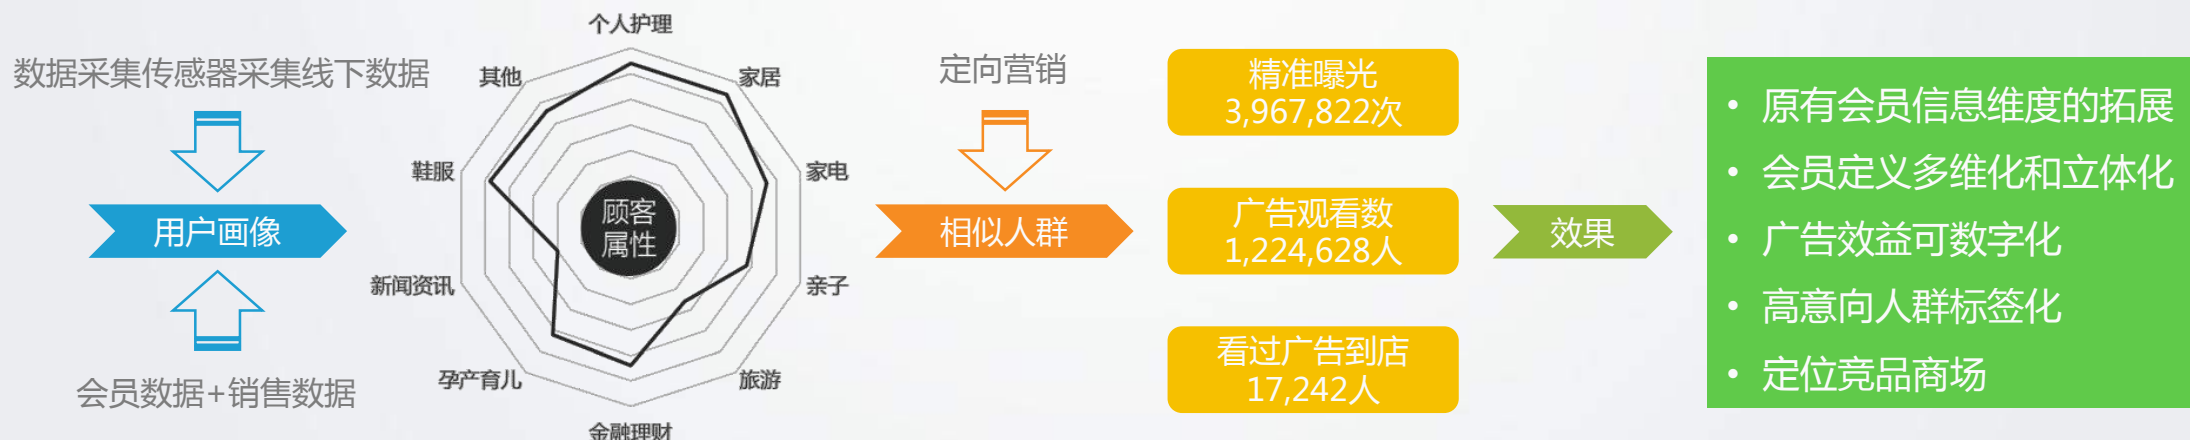 数据采集传感器采集线下数据
用户画像
会员数据+销售数据
个人护理
其他
家居
鞋服
家电
顾客
属性
新闻资讯
亲子
孕产育儿
旅游
金融理财
定向营销
相似人群
精准曝光
3,967,822次
广告观看数
1,224,628人
看过广告到店
17,242人
效果
• 原有会员信息维度的拓展
• 会员定义多维化和立体化
• 广告效益可数字化
• 高意向人群标签化
• 定位竞品商场